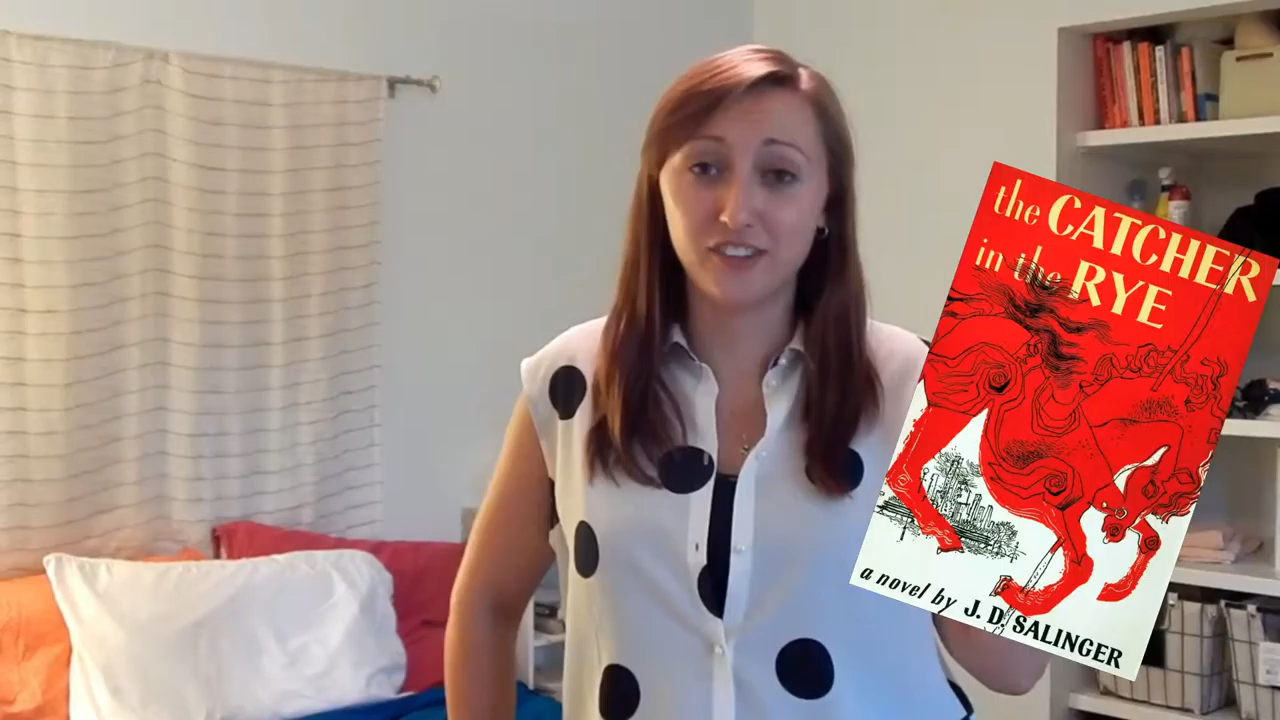 the CATCHER
in the RYE
a novel by J. D. SALINGER